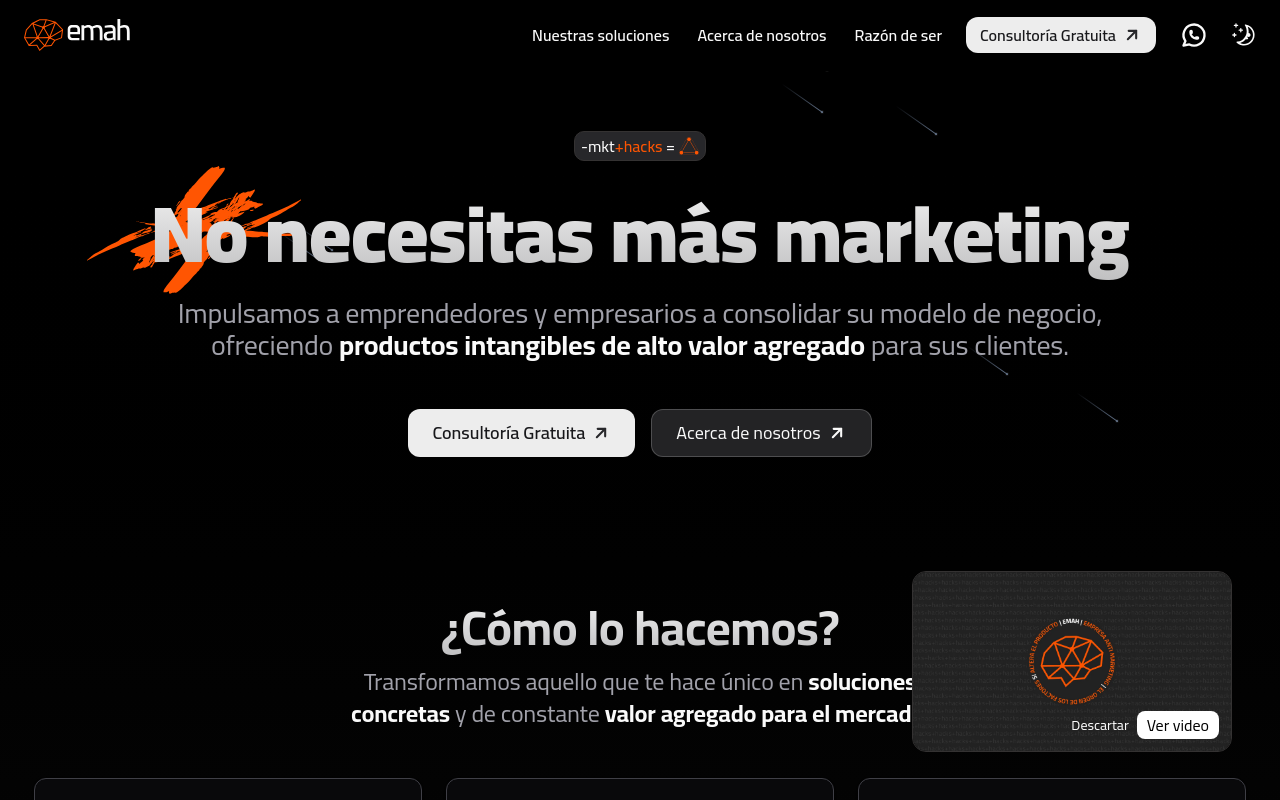 emah
Nuestras soluciones
Acerca de nosotros
Razón de ser
Consultoría Gratuita
-mkt+hacks =
No necesitas más marketing
Impulsamos a emprendedores y empresarios a consolidar su modelo de negocio,
ofreciendo productos intangibles de alto valor agregado para sus clientes.
Consultoría Gratuita
Acerca de nosotros
¿Cómo lo hacemos?
Transformamos aquello que te hace único en soluciones
concretas y de constante valor agregado para el mercad
| EMAH | EMPRESA ANTI MARKETING | EL ORDEN DE LOS FACTORES SÍ ALTERA EL PRODUCTO
Descartar
Ver video